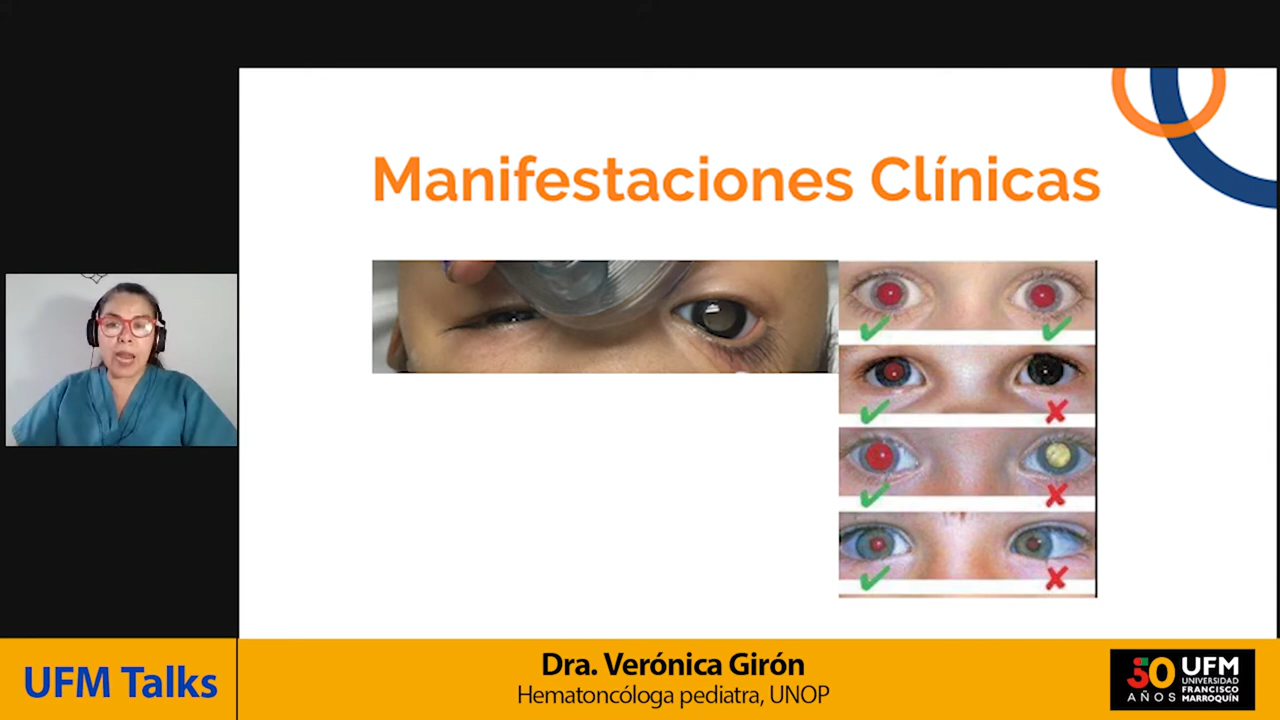 Manifestaciones Clínicas
UFM Talks
Dra. Verónica Girón
Hematoncóloga pediatra, UNOP
50
AÑOS
UFM
UNIVERSIDAD
FRANCISCO
MARROQUÍN